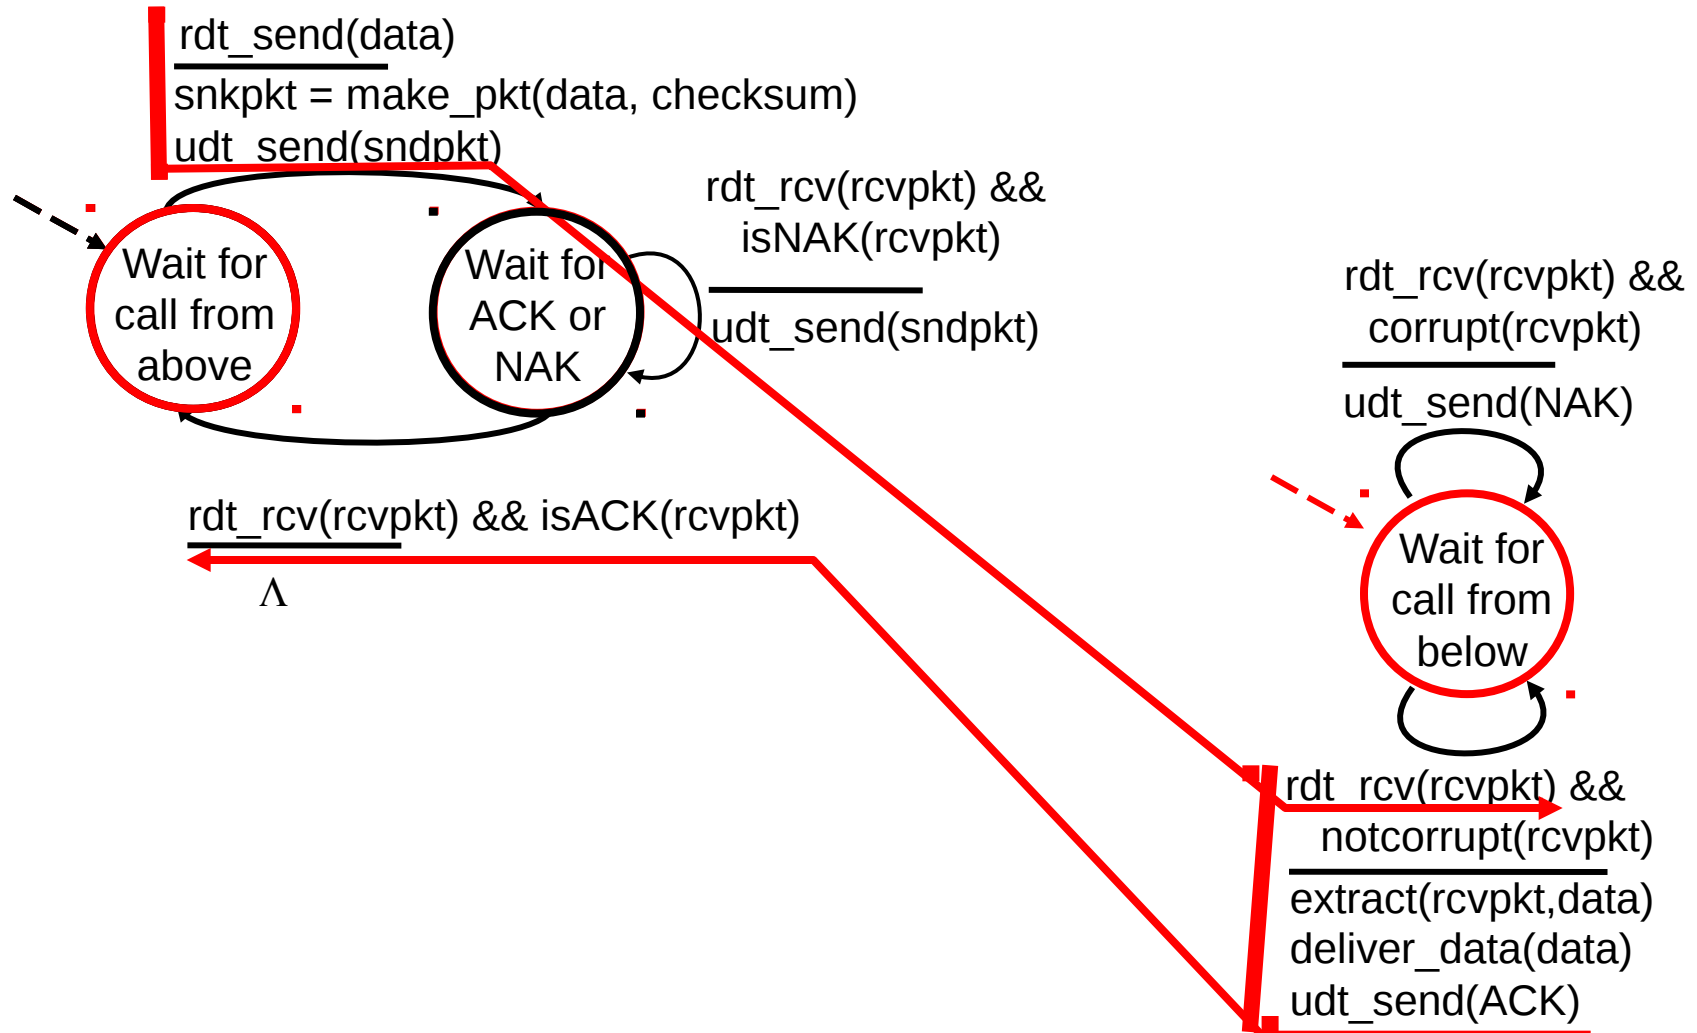 rdt_send(data)
snkpkt = make_pkt(data, checksum)
udt_send(sndpkt)
rdt_rcv(rcvpkt) &&
isNAK(rcvpkt)
udt_send(sndpkt)
Wait for
call from
above
Wait for
ACK or
NAK
rdt_rcv(rcvpkt) && isACK(rcvpkt)
Λ
rdt_rcv(rcvpkt) &&
corrupt(rcvpkt)
udt_send(NAK)
Wait for
call from
below
rdt_rcv(rcvpkt) &&
notcorrupt(rcvpkt)
extract(rcvpkt,data)
deliver_data(data)
udt_send(ACK)